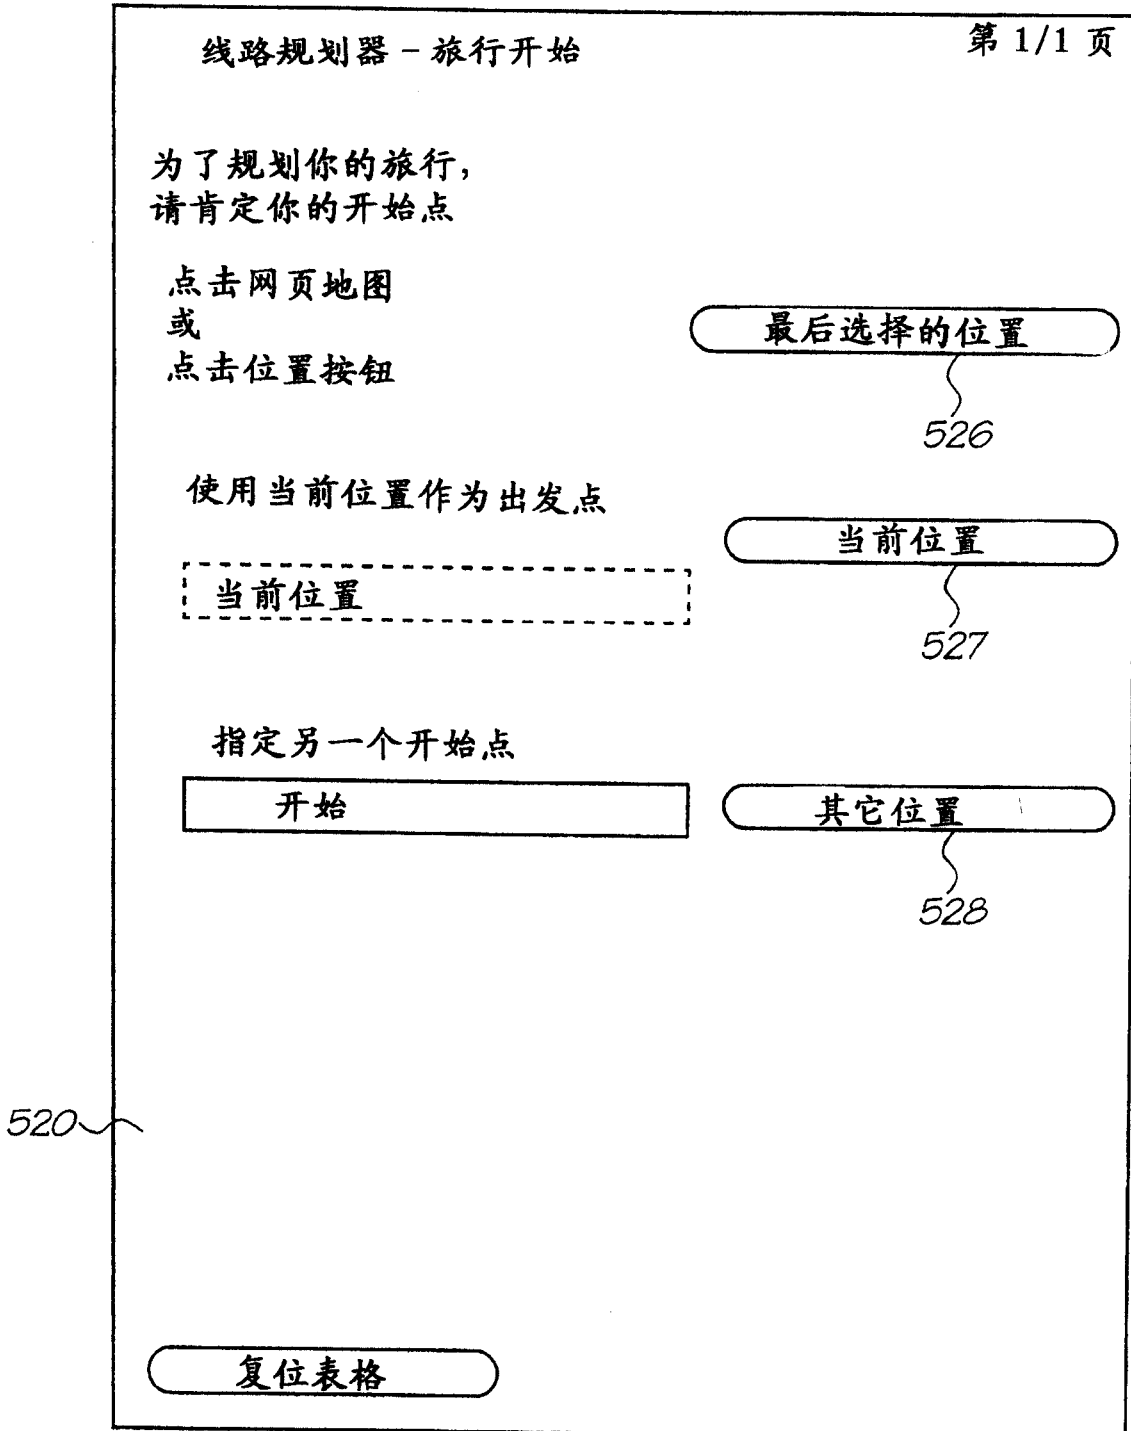 线路规划器 – 旅行开始
第 1/1 页
为了规划你的旅行,
请肯定你的开始点
点击网页地图
或
点击位置按钮
最后选择的位置
526
使用当前位置作为出发点
当前位置
当前位置
527
指定另一个开始点
开始
其它位置
528
520
复位表格